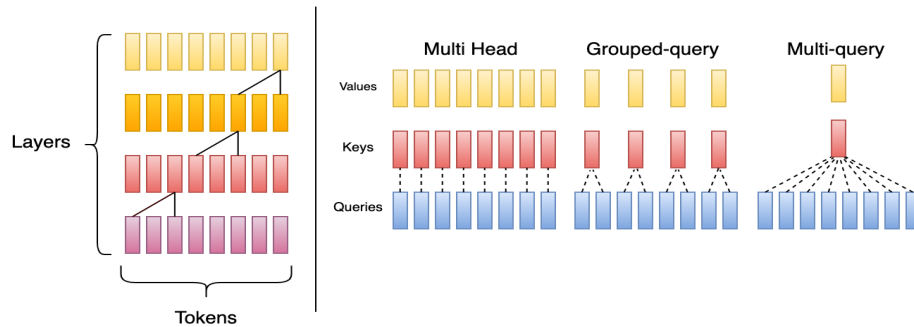 Layers
Tokens
Multi Head
Grouped-query
Multi-query
Values
Keys
Queries